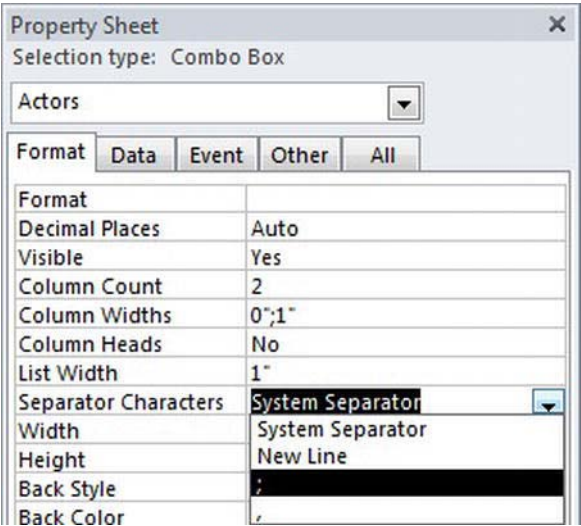 Property Sheet
Selection type: Combo Box
Actors
Format Data Event Other All
Format
Decimal Places Auto
Visible Yes
Column Count 2
Column Widths 0";1"
Column Heads No
List Width 1"
Separator Characters System Separator
Width System Separator
Height New Line
Back Style ;
Back Color ,